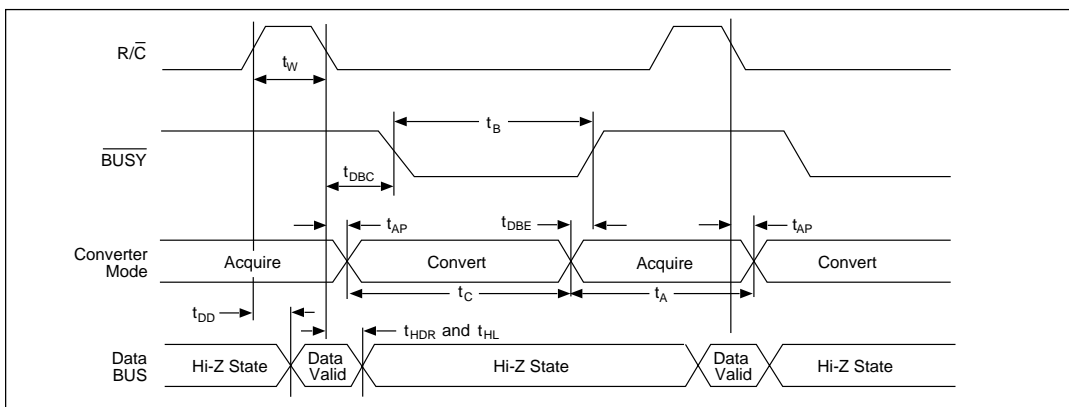 R/C̅
t_W
B̅U̅S̅Y̅
t_B
t_DBC
t_AP t_DBE t_AP
Converter Mode Acquire Convert Acquire Convert
t_C t_A
t_DD
t_HDR and t_HL
Data BUS Hi-Z State Data Valid Hi-Z State Data Valid Hi-Z State